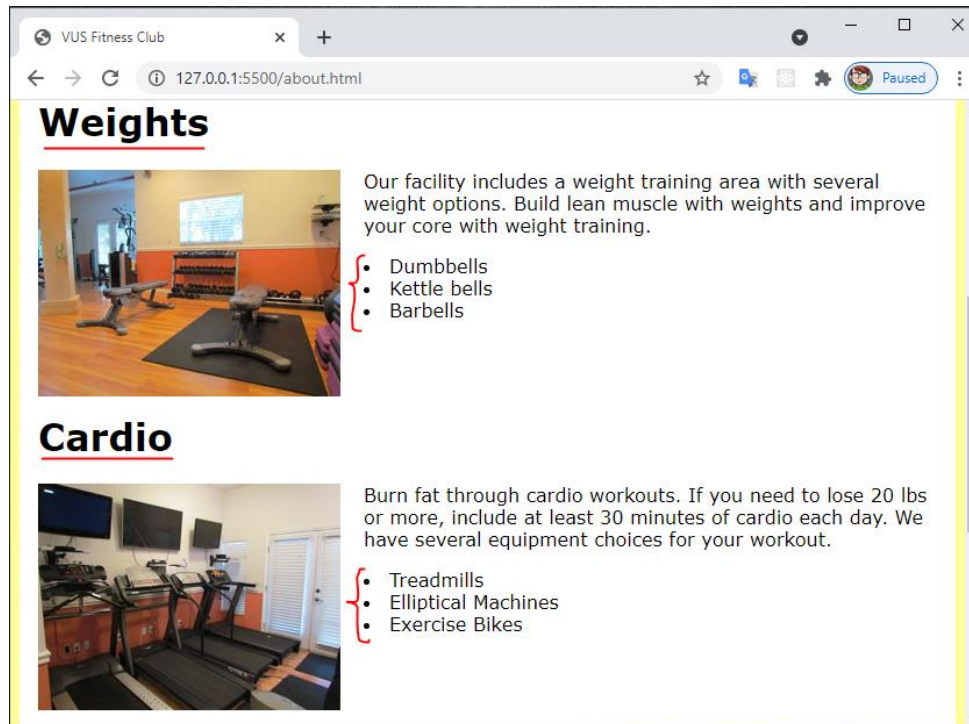 VUS Fitness Club
127.0.0.1:5500/about.html
Paused
Weights
Our facility includes a weight training area with several
weight options. Build lean muscle with weights and improve
your core with weight training.
Dumbbells
Kettle bells
Barbells
Cardio
Burn fat through cardio workouts. If you need to lose 20 lbs
or more, include at least 30 minutes of cardio each day. We
have several equipment choices for your workout.
Treadmills
Elliptical Machines
Exercise Bikes